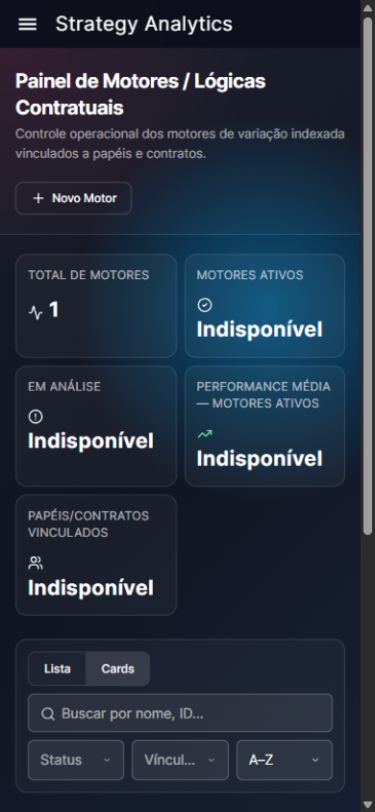 Strategy Analytics
Painel de Motores / Lógicas
Contratuais
Controle operacional dos motores de variação indexada
vinculados a papéis e contratos.
+ Novo Motor
TOTAL DE MOTORES
1
MOTORES ATIVOS
Indisponível
EM ANÁLISE
Indisponível
PERFORMANCE MÉDIA
— MOTORES ATIVOS
Indisponível
PAPÉIS/CONTRATOS
VINCULADOS
Indisponível
Lista Cards
Buscar por nome, ID...
Status Víncul... A–Z